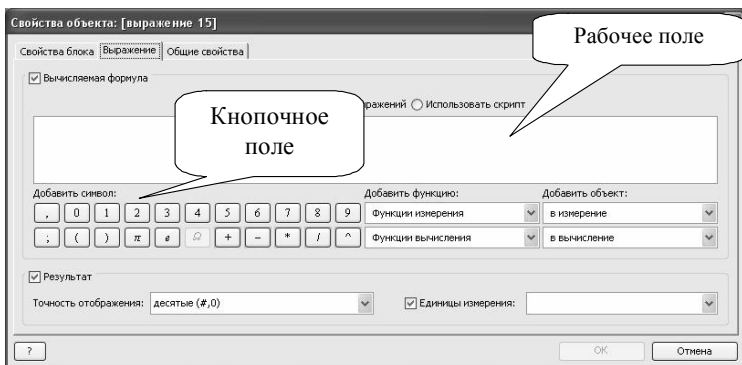 Свойства объекта: [выражение 15]
Рабочее поле
Свойства блока Выражение Общие свойства
Вычисляемая формула
ражений Использовать скрипт
Кнопочное
поле
Добавить символ: Добавить функцию: Добавить объект:
, 0 1 2 3 4 5 6 7 8 9 Функции измерения в измерение
; ( ) π e Ω + - * / ^ Функции вычисления в вычисление
Результат
Точность отображения: десятые (#,0) Единицы измерения:
? OK Отмена